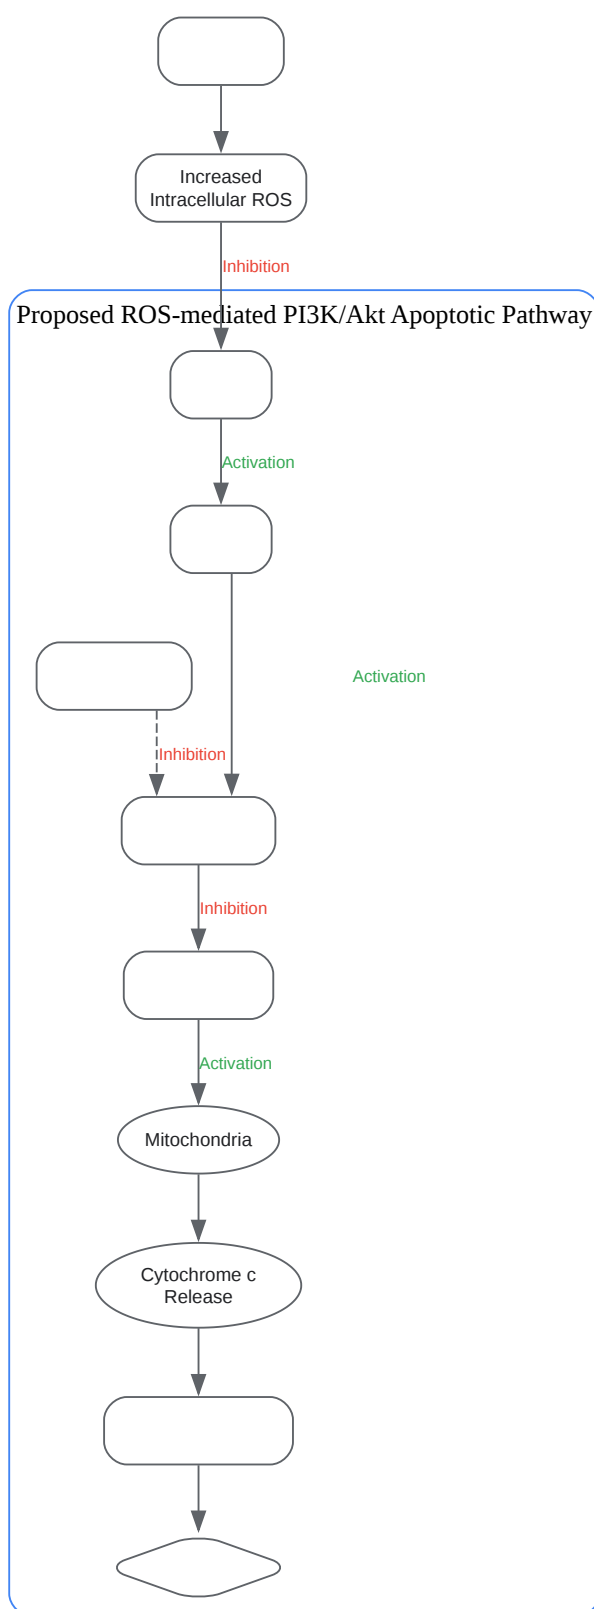 Increased
Intracellular ROS
Inhibition
Proposed ROS-mediated PI3K/Akt Apoptotic Pathway
Activation
Activation
Inhibition
Inhibition
Activation
Mitochondria
Cytochrome c
Release